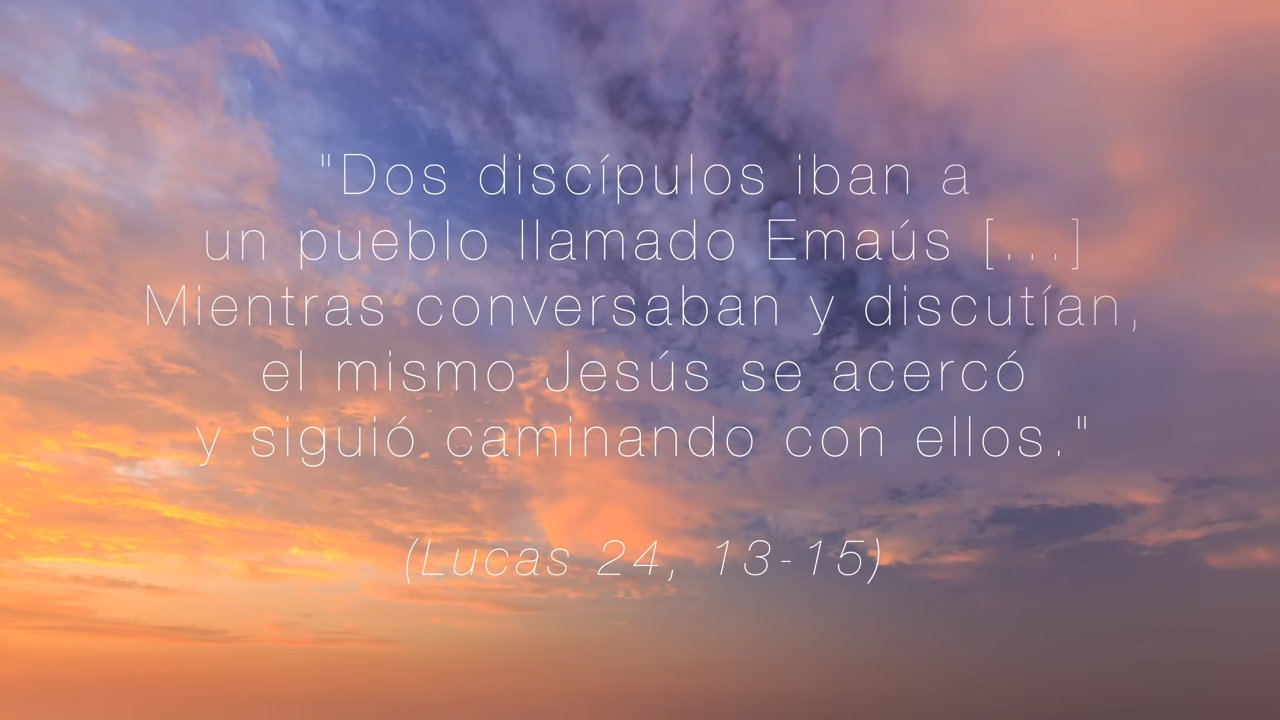 "Dos discípulos iban a
un pueblo llamado Emaús [...]
Mientras conversaban y discutían,
el mismo Jesús se acercó
y siguió caminando con ellos."
(Lucas 24, 13-15)